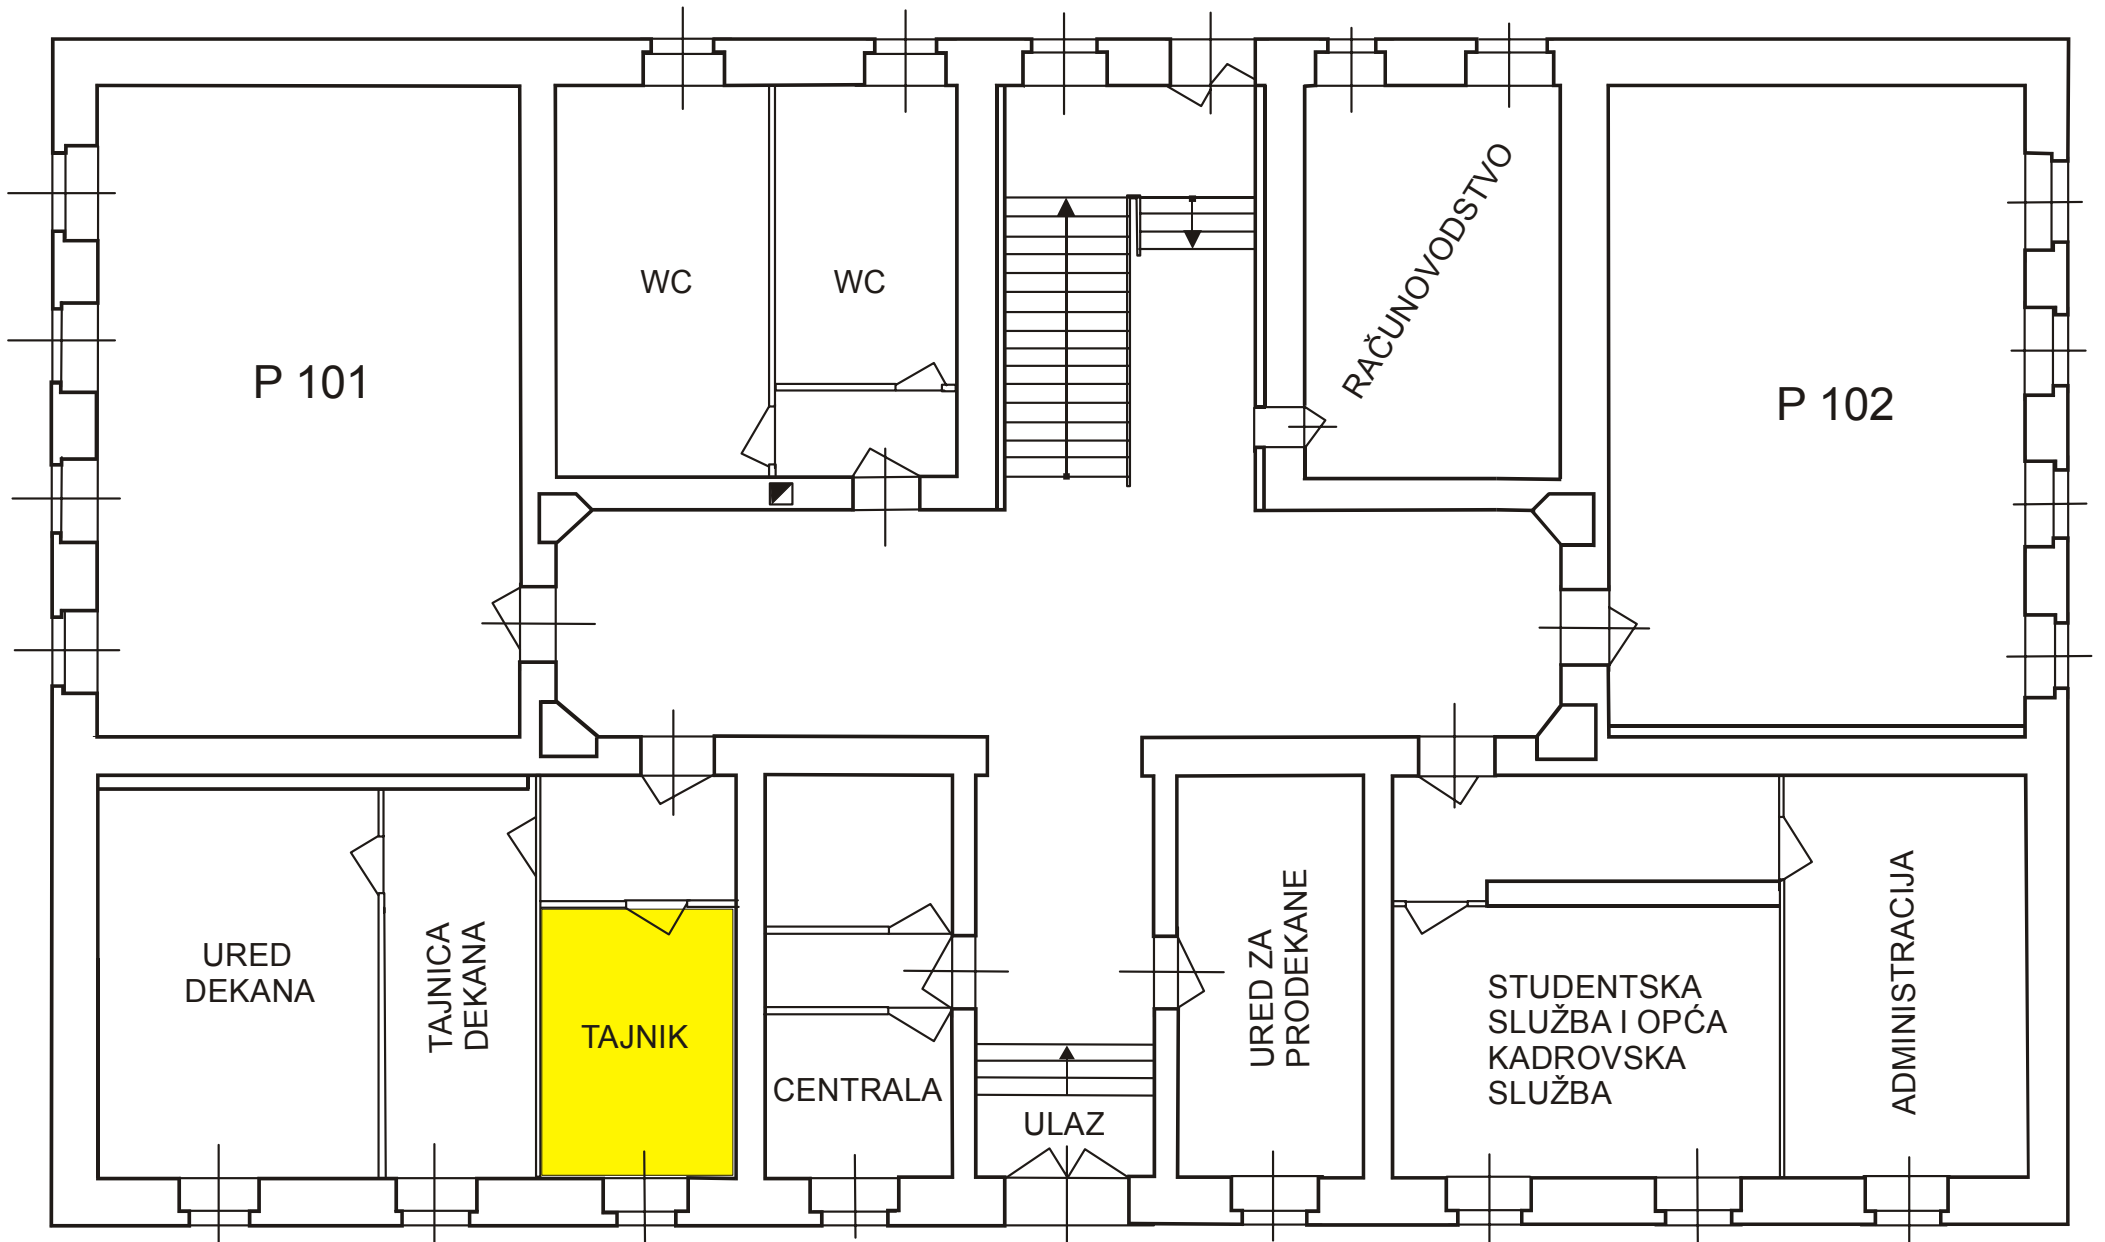 WC
WC
RAČUNOVODSTVO
P 101
P 102
URED
DEKANA
TAJNICA
DEKANA
TAJNIK
CENTRALA
ULAZ
URED ZA
PRODEKANE
STUDENTSKA
SLUŽBA I OPĆA
KADROVSKA
SLUŽBA
ADMINISTRACIJA